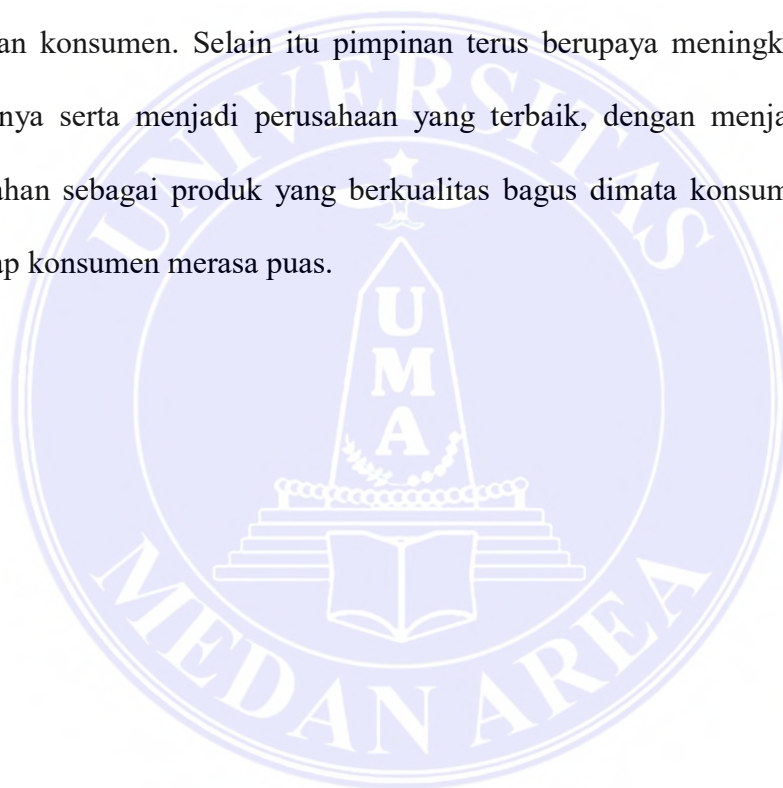 an konsumen. Selain itu pimpinan terus berupaya meningk
nya serta menjadi perusahaan yang terbaik, dengan menja
ahan sebagai produk yang berkualitas bagus dimata konsum
ap konsumen merasa puas.
UNIVERSITAS
U
M
A
MEDAN AREA